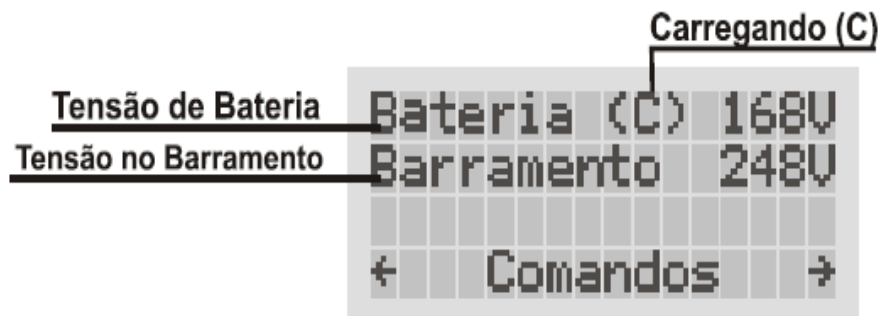 Carregando (C)
Tensão de Bateria
Bateria (C) 168V
Tensão no Barramento
Barramento 248V
← Comandos →